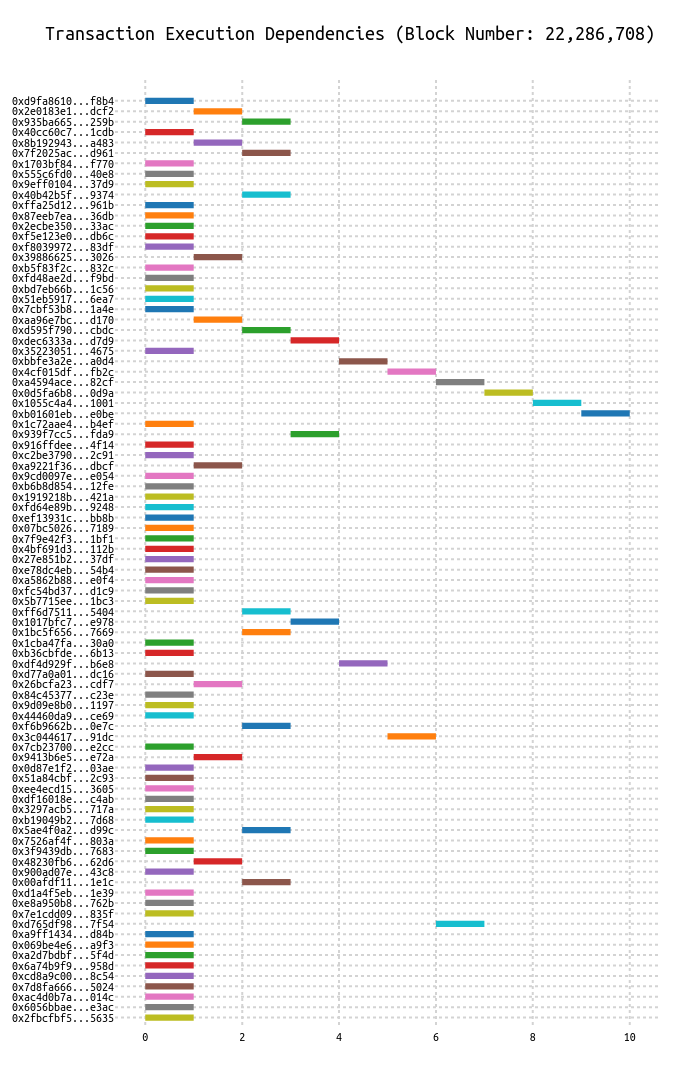 Transaction Execution Dependencies (Block Number: 22,286,708)
0xd9fa8610...f8b4
0x2e0183e1...dcf2
0x935ba665...259b
0x40cc60c7...1cdb
0x8b192943...a483
0x7f2025ac...d961
0x1703bf84...f770
0x555c6fd0...40e8
0x9eff0104...37d9
0x40b42b5f...9374
0xffa25d12...961b
0x87eeb7ea...36db
0x2ecbe350...33ac
0xf5e123e0...db6c
0xf8039972...83df
0x39886625...3026
0xb5f83f2c...832c
0xfd48ae2d...f9bd
0xbd7eb66b...1c56
0x51eb5917...6ea7
0x7cbf53b8...1a4e
0xaa96e7bc...d170
0xd595f790...cbdc
0xdec6333a...d7d9
0x35223051...4675
0xbbfe3a2e...a0d4
0x4cf015df...fb2c
0xa4594ace...82cf
0x0d5fa6b8...0d9a
0x1055c4a4...1001
0xb01601eb...e0be
0x1c72aae4...b4ef
0x939f7cc5...fda9
0x916ffdee...4f14
0xc2be3790...2c91
0xa9221f36...dbcf
0x9cd0097e...e054
0xb6b8d854...12fe
0x1919218b...421a
0xfd64e89b...9248
0xef13931c...bb8b
0x07bc5026...7189
0x7f9e42f3...1bf1
0x4bf691d3...112b
0x27e851b2...37df
0xe78dc4eb...54b4
0xa5862b88...e0f4
0xfc54bd37...d1c9
0x5b7715ee...1bc3
0xff6d7511...5404
0x1017bfc7...e978
0x1bc5f656...7669
0x1cba47fa...30a0
0xb36cbfde...6b13
0xdf4d929f...b6e8
0xd77a0a01...dc16
0x26bcfa23...cdf7
0x84c45377...c23e
0x9d09e8b0...1197
0x44460da9...ce69
0xf6b9662b...0e7c
0x3c044617...91dc
0x7cb23700...e2cc
0x9413b6e5...e72a
0x0d87e1f2...03ae
0x51a84cbf...2c93
0xee4ecd15...3605
0xdf16018e...c4ab
0x3297acb5...717a
0xb19049b2...7d68
0x5ae4f0a2...d99c
0x7526af4f...803a
0x3f9439db...7683
0x48230fb6...62d6
0x900ad07e...43c8
0x00afdf11...1e1c
0xd1a4f5eb...1e39
0xe8a950b8...762b
0x7e1cdd09...835f
0xd765df98...7f54
0xa9ff1434...d84b
0x069be4e6...a9f3
0xa2d7bdbf...5f4d
0x6a74b9f9...958d
0xcd8a9c00...8c54
0x7d8fa666...5024
0xac4d0b7a...014c
0x6056bbae...e3ac
0x2fbcfbf5...5635
0 2 4 6 8 10